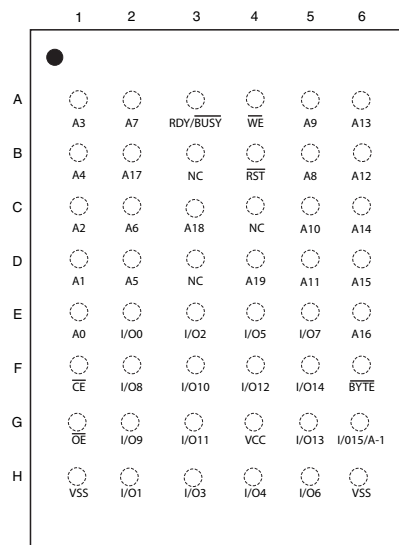 1 2 3 4 5 6
A
A3 A7 RDY/BUSY WE A9 A13
B
A4 A17 NC RST A8 A12
C
A2 A6 A18 NC A10 A14
D
A1 A5 NC A19 A11 A15
E
A0 I/O0 I/O2 I/O5 I/O7 A16
F
CE I/O8 I/O10 I/O12 I/O14 BYTE
G
OE I/O9 I/O11 VCC I/O13 I/015/A-1
H
VSS I/O1 I/O3 I/O4 I/O6 VSS